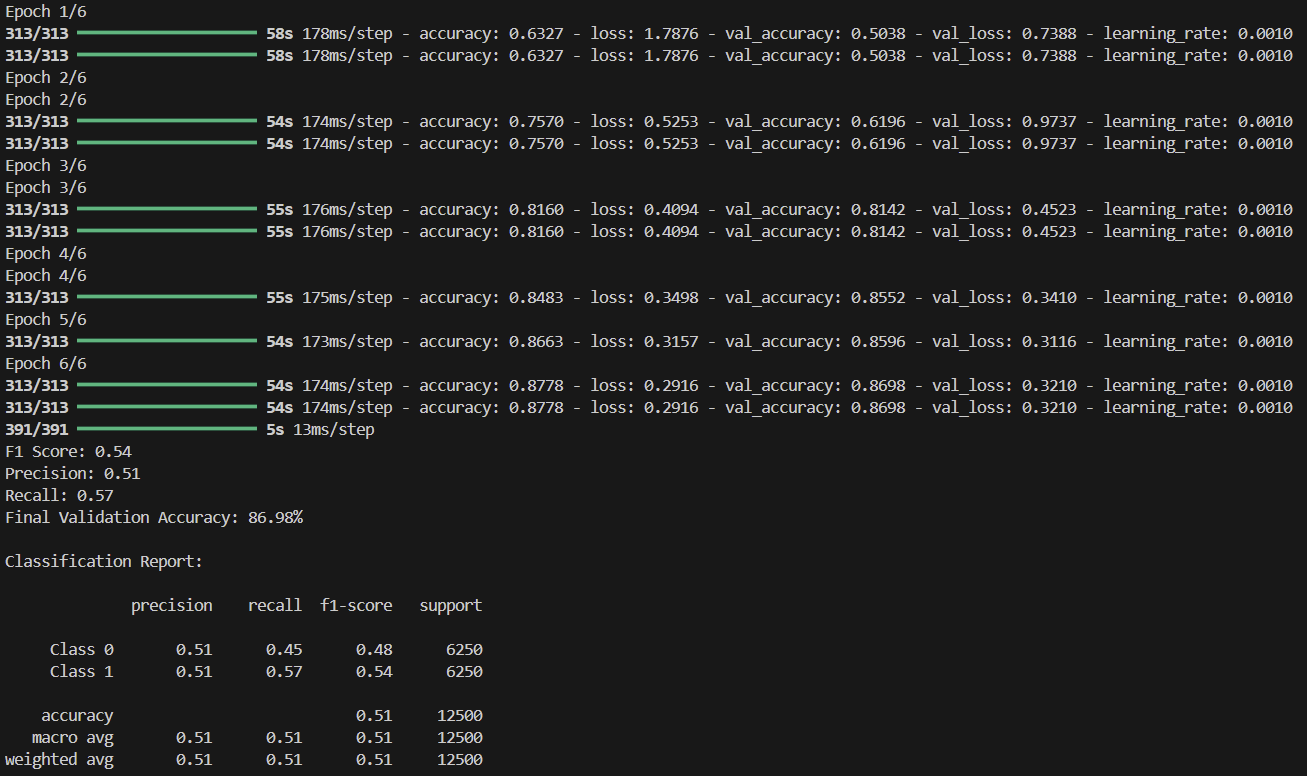 Epoch 1/6
313/313 58s 178ms/step - accuracy: 0.6327 - loss: 1.7876 - val_accuracy: 0.5038 - val_loss: 0.7388 - learning_rate: 0.0010
313/313 58s 178ms/step - accuracy: 0.6327 - loss: 1.7876 - val_accuracy: 0.5038 - val_loss: 0.7388 - learning_rate: 0.0010
Epoch 2/6
Epoch 2/6
313/313 54s 174ms/step - accuracy: 0.7570 - loss: 0.5253 - val_accuracy: 0.6196 - val_loss: 0.9737 - learning_rate: 0.0010
313/313 54s 174ms/step - accuracy: 0.7570 - loss: 0.5253 - val_accuracy: 0.6196 - val_loss: 0.9737 - learning_rate: 0.0010
Epoch 3/6
Epoch 3/6
313/313 55s 176ms/step - accuracy: 0.8160 - loss: 0.4094 - val_accuracy: 0.8142 - val_loss: 0.4523 - learning_rate: 0.0010
313/313 55s 176ms/step - accuracy: 0.8160 - loss: 0.4094 - val_accuracy: 0.8142 - val_loss: 0.4523 - learning_rate: 0.0010
Epoch 4/6
Epoch 4/6
313/313 55s 175ms/step - accuracy: 0.8483 - loss: 0.3498 - val_accuracy: 0.8552 - val_loss: 0.3410 - learning_rate: 0.0010
Epoch 5/6
313/313 54s 173ms/step - accuracy: 0.8663 - loss: 0.3157 - val_accuracy: 0.8596 - val_loss: 0.3116 - learning_rate: 0.0010
Epoch 6/6
313/313 54s 174ms/step - accuracy: 0.8778 - loss: 0.2916 - val_accuracy: 0.8698 - val_loss: 0.3210 - learning_rate: 0.0010
313/313 54s 174ms/step - accuracy: 0.8778 - loss: 0.2916 - val_accuracy: 0.8698 - val_loss: 0.3210 - learning_rate: 0.0010
391/391 5s 13ms/step
F1 Score: 0.54
Precision: 0.51
Recall: 0.57
Final Validation Accuracy: 86.98%
Classification Report:
precision recall f1-score support
Class 0 0.51 0.45 0.48 6250
Class 1 0.51 0.57 0.54 6250
accuracy 0.51 12500
macro avg 0.51 0.51 0.51 12500
weighted avg 0.51 0.51 0.51 12500